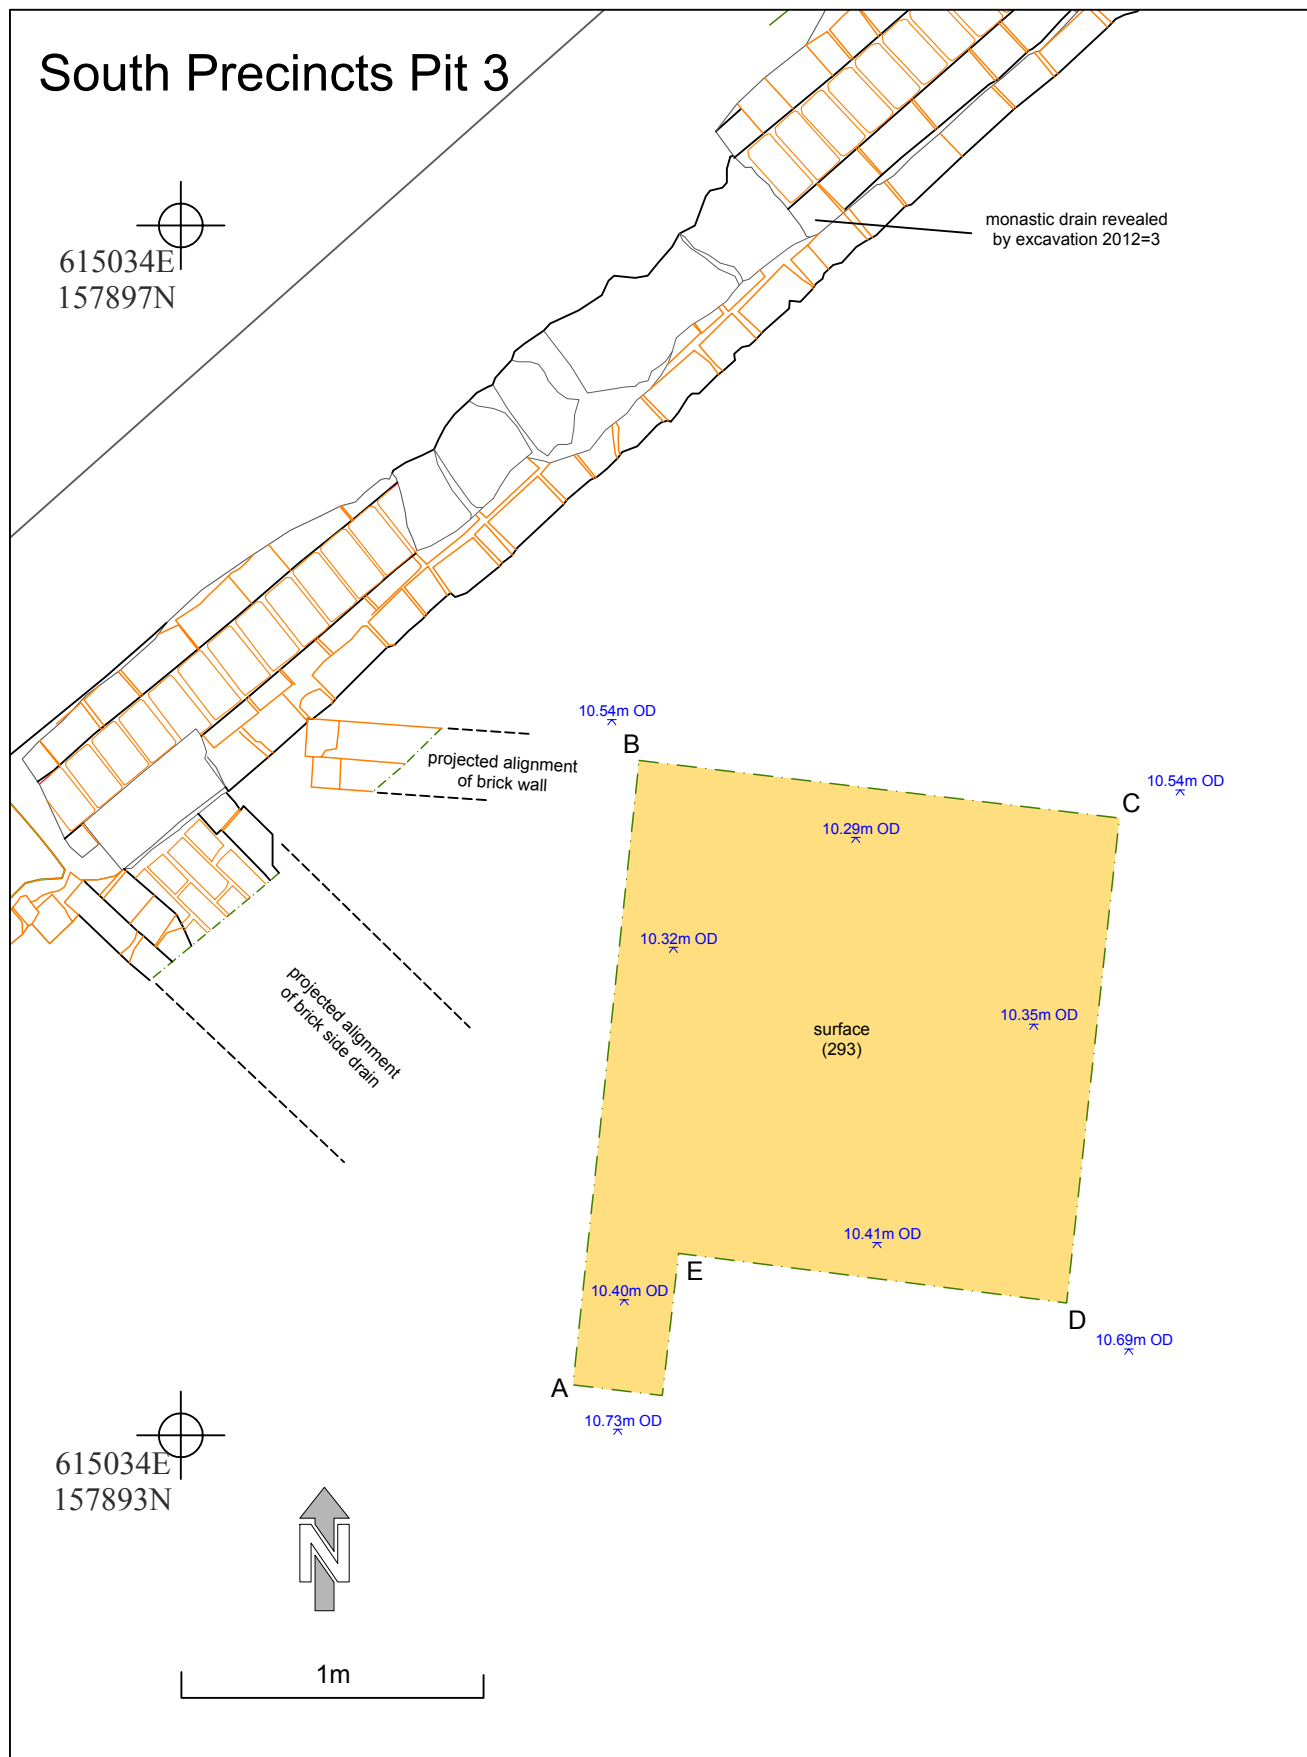 South Precincts Pit 3
monastic drain revealed
by excavation 2012=3
615034E
157897N
10.54m OD
B
projected alignment
of brick wall
10.54m OD
C
10.29m OD
10.32m OD
projected alignment
of brick side drain
10.35m OD
surface
(293)
10.41m OD
E
10.40m OD
D
10.69m OD
A
10.73m OD
615034E
157893N
N
1m